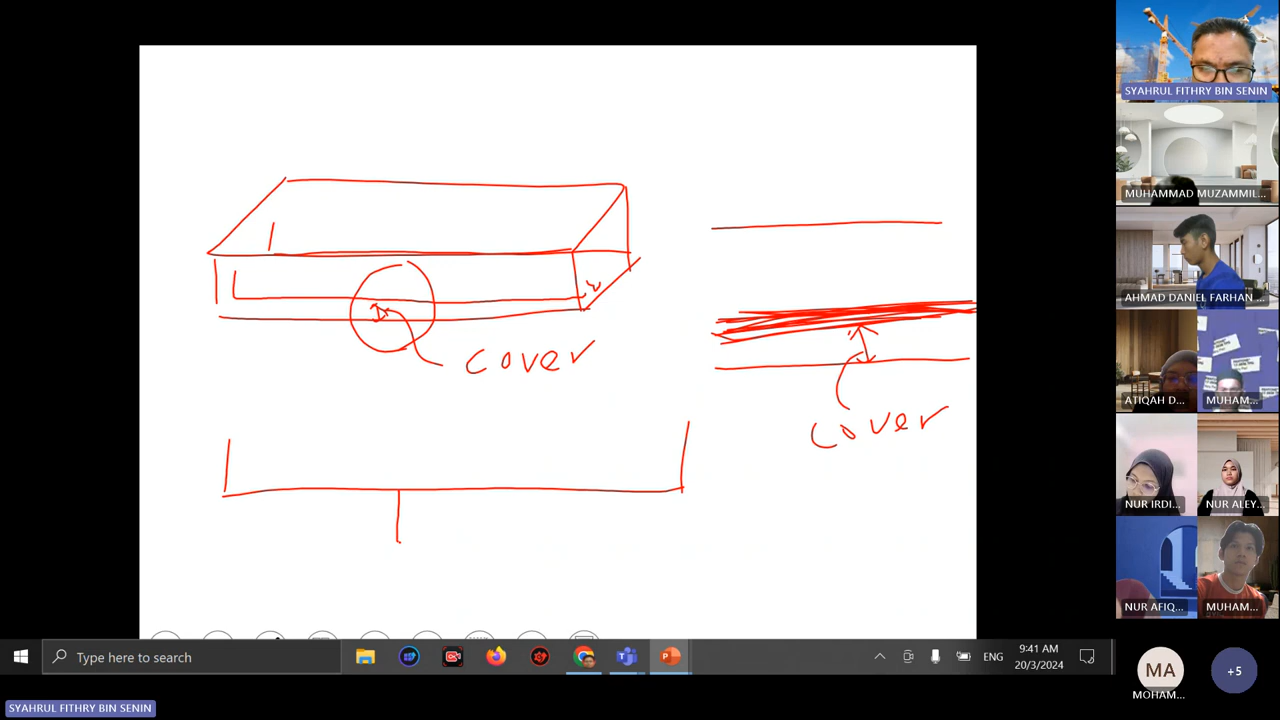 cover
cover
SYAHRUL FITHRY BIN SENIN
MUHAMMAD MUZAMMIL...
AHMAD DANIEL FARHAN ...
ATIQAH D...
MUHAM...
NUR IRDI...
NUR ALEY...
NUR AFIQ...
MUHAM...
MA
MOHAM...
+5
Type here to search
ENG
9:41 AM
20/3/2024
SYAHRUL FITHRY BIN SENIN